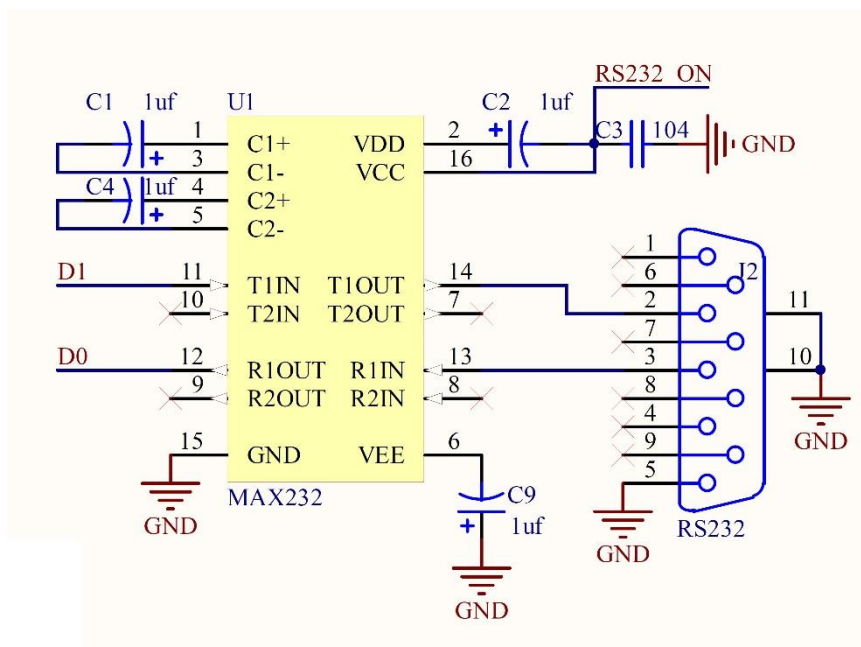 RS232_ON
C1 1uf U1 C2 1uf
1 C1+ VDD 2 C3 104 GND
3 C1- VCC 16
C4 1uf 4 C2+
5 C2-
D1 11 T1IN T1OUT 14
10 T2IN T2OUT 7
D0 12 R1OUT R1IN 13
9 R2OUT R2IN 8
15 GND VEE 6
GND MAX232
C9
1uf
GND
1
6 J2
2 11
7
3 10
8
4 GND
9
5
GND RS232